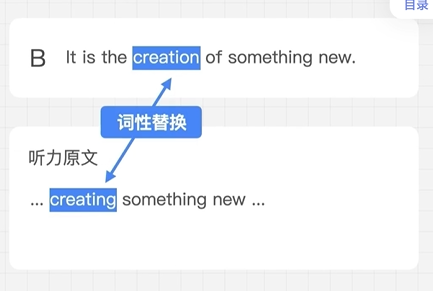 目录
B It is the creation of something new.
词性替换
听力原文
... creating something new ...